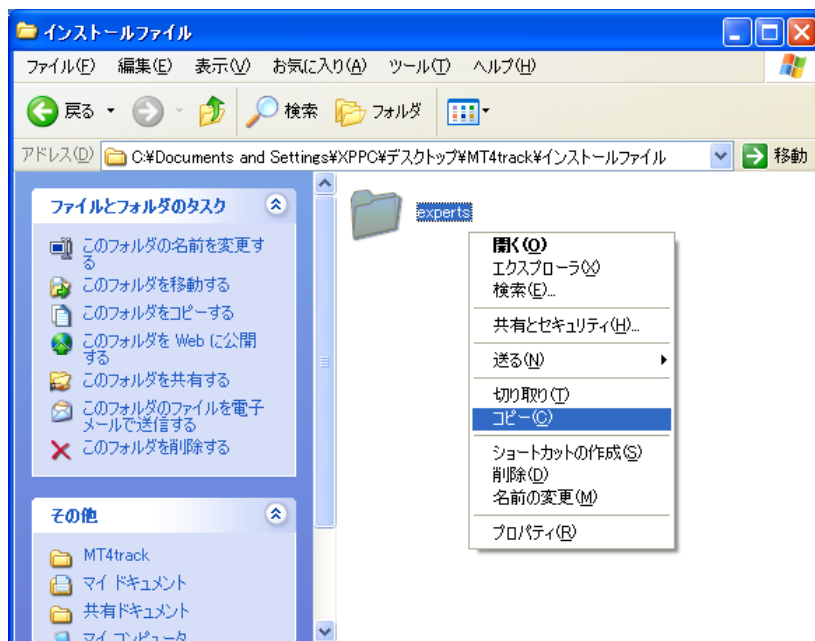 インストールファイル
ファイル(F) 編集(E) 表示(V) お気に入り(A) ツール(T) ヘルプ(H)
戻る 検索 フォルダ
アドレス(D) C:¥Documents and Settings¥XPPC¥デスクトップ¥MT4track¥インストールファイル 移動
ファイルとフォルダのタスク
このフォルダの名前を変更す
る
このフォルダを移動する
このフォルダをコピーする
このフォルダを Web に公開
する
このフォルダを共有する
このフォルダのファイルを電子
メールで送信する
このフォルダを削除する
その他
MT4track
マイ ドキュメント
共有ドキュメント
マイ コンピュータ
experts
開く(O)
エクスプローラ(X)
検索(E)...
共有とセキュリティ(H)...
送る(N)
切り取り(T)
コピー(C)
ショートカットの作成(S)
削除(D)
名前の変更(M)
プロパティ(R)